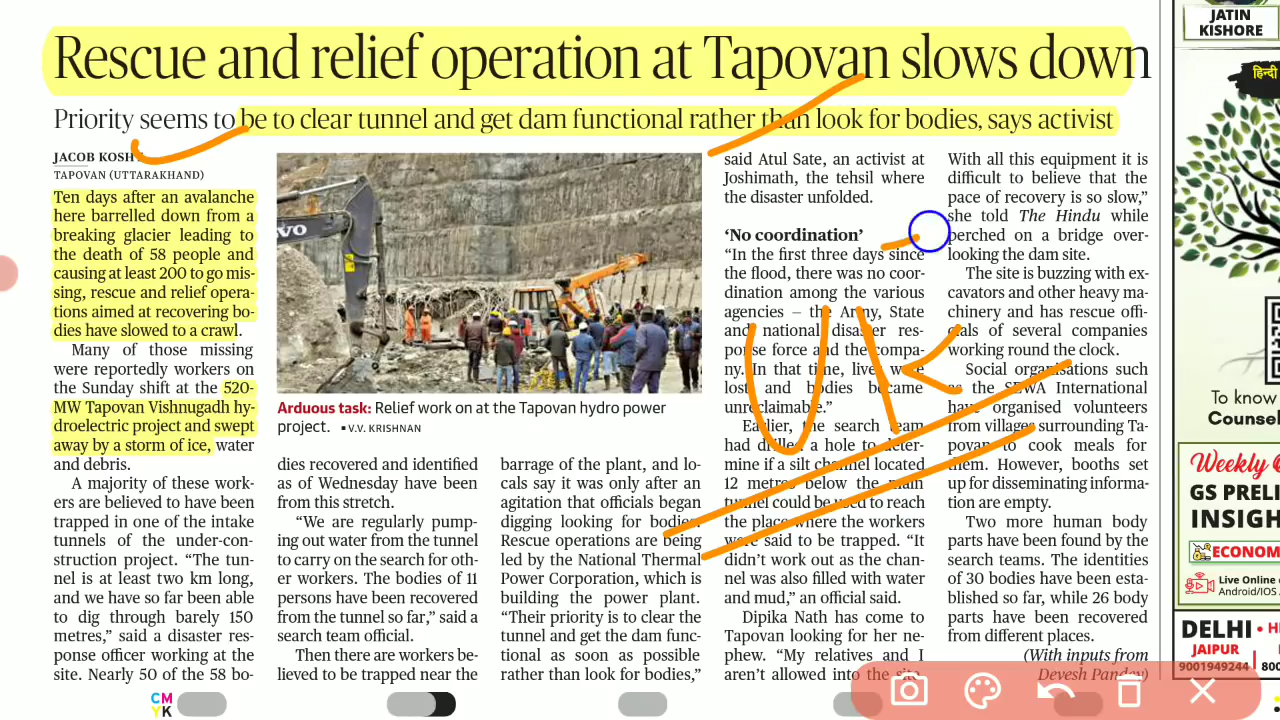 Rescue and relief operation at Tapovan slows down
Priority seems to be to clear tunnel and get dam functional rather than look for bodies, says activist
JACOB KOSH
TAPOVAN (UTTARAKHAND)
Ten days after an avalanche
here barrelled down from a
breaking glacier leading to
the death of 58 people and
causing at least 200 to go mis-
sing, rescue and relief opera-
tions aimed at recovering bo-
dies have slowed to a crawl.
Many of those missing
were reportedly workers on
the Sunday shift at the 520-
MW Tapovan Vishnugadh hy-
droelectric project and swept
away by a storm of ice, water
and debris.
A majority of these work-
ers are believed to have been
trapped in one of the intake
tunnels of the under-con-
struction project. “The tun-
nel is at least two km long,
and we have so far been able
to dig through barely 150
metres,” said a disaster res-
ponse officer working at the
site. Nearly 50 of the 58 bo-
Arduous task: Relief work on at the Tapovan hydro power
project. ▪ V.V. KRISHNAN
dies recovered and identified
as of Wednesday have been
from this stretch.
“We are regularly pump-
ing out water from the tunnel
to carry on the search for oth-
er workers. The bodies of 11
persons have been recovered
from the tunnel so far,” said a
search team official.
Then there are workers be-
lieved to be trapped near the
barrage of the plant, and lo-
cals say it was only after an
agitation that officials began
digging looking for bodies.
Rescue operations are being
led by the National Thermal
Power Corporation, which is
building the power plant.
“Their priority is to clear the
tunnel and get the dam func-
tional as soon as possible
rather than look for bodies,”
said Atul Sate, an activist at
Joshimath, the tehsil where
the disaster unfolded.
‘No coordination’
“In the first three days since
the flood, there was no coor-
dination among the various
agencies – the Army, State
and national disaster res-
ponse force and the compa-
ny. In that time, lives were
lost and bodies became
unreclaimable.”
Earlier, the search team
had drilled a hole to deter-
mine if a silt channel located
12 metres below the main
tunnel could be used to reach
the place where the workers
were said to be trapped. “It
didn’t work out as the chan-
nel was also filled with water
and mud,” an official said.
Dipika Nath has come to
Tapovan looking for her ne-
phew. “My relatives and I
aren’t allowed into the site.
With all this equipment it is
difficult to believe that the
pace of recovery is so slow,”
she told The Hindu while
perched on a bridge over-
looking the dam site.
The site is buzzing with ex-
cavators and other heavy ma-
chinery and has rescue offi-
cials of several companies
working round the clock.
Social organisations such
as the SEWA International
have organised volunteers
from villages surrounding Ta-
povan to cook meals for
them. However, booths set
up for disseminating informa-
tion are empty.
Two more human body
parts have been found by the
search teams. The identities
of 30 bodies have been esta-
blished so far, while 26 body
parts have been recovered
from different places.
(With inputs from
Devesh Pandey)
UK
VO
CM
YK
JATIN
KISHORE
हिन्दी
To know
Counsel
Weekly
GS PRELI
INSIGH
ECONOM
Live Online
Android/IOS
DELHI
JAIPUR
9001949244